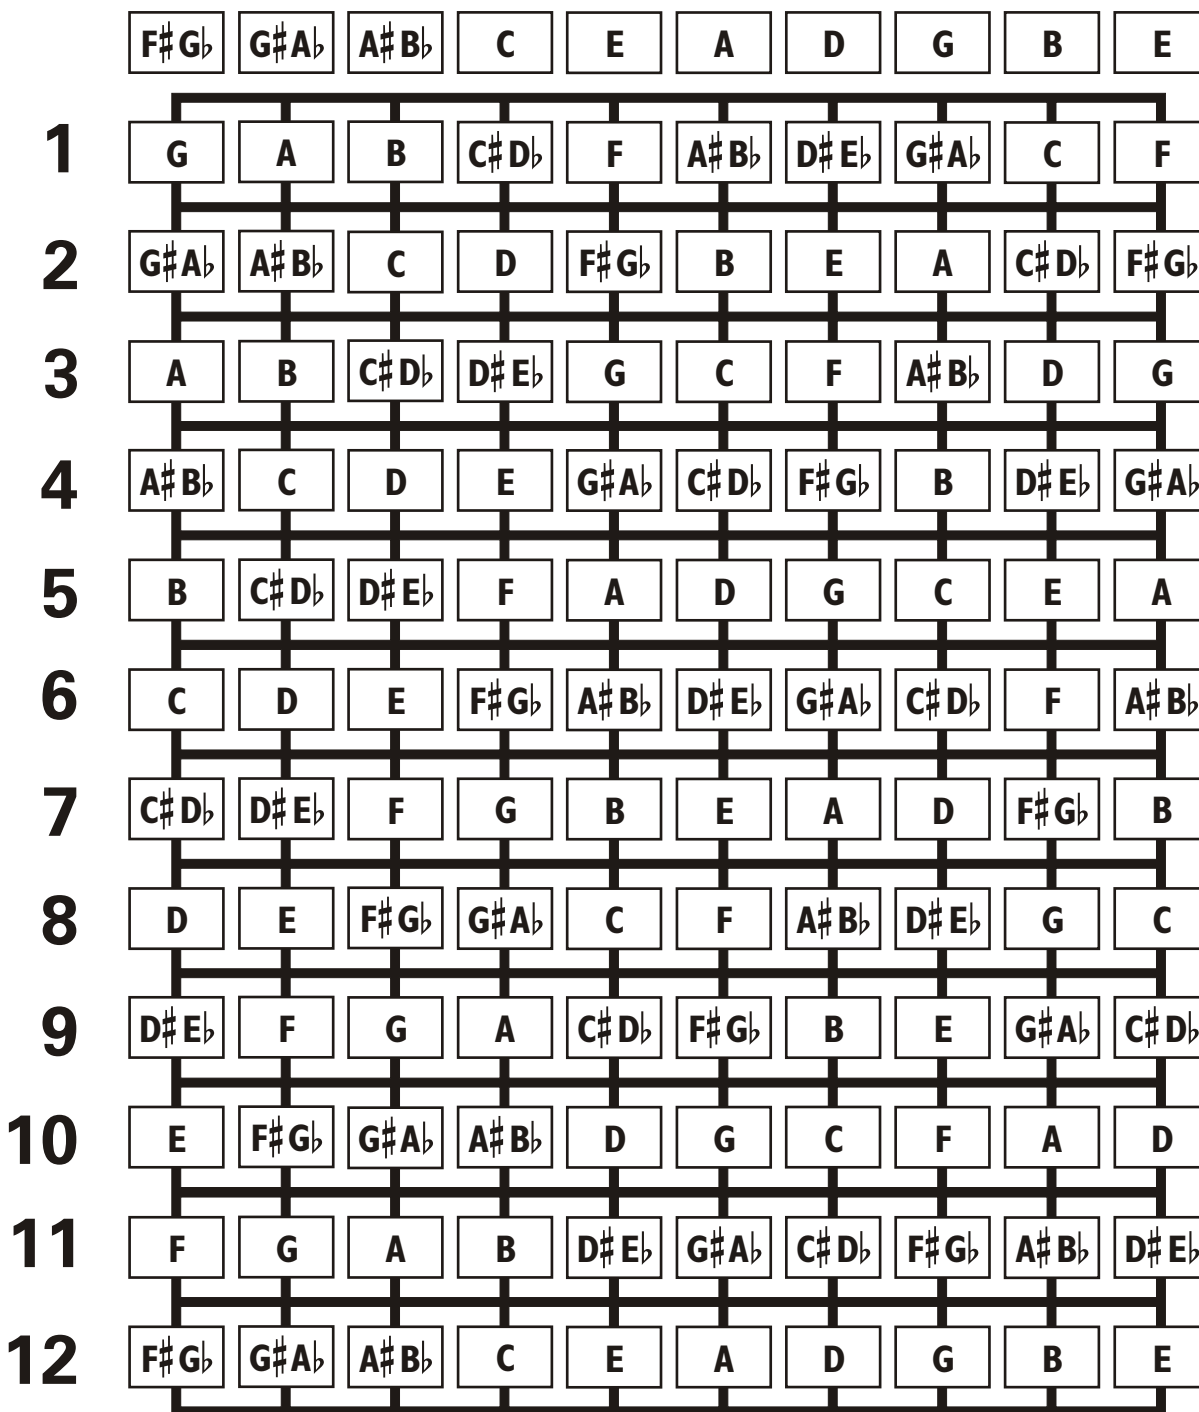 F♯G♭ G♯A♭ A♯B♭ C E A D G B E
1 G A B C♯D♭ F A♯B♭ D♯E♭ G♯A♭ C F
2 G♯A♭ A♯B♭ C D F♯G♭ B E A C♯D♭ F♯G♭
3 A B C♯D♭ D♯E♭ G C F A♯B♭ D G
4 A♯B♭ C D E G♯A♭ C♯D♭ F♯G♭ B D♯E♭ G♯A♭
5 B C♯D♭ D♯E♭ F A D G C E A
6 C D E F♯G♭ A♯B♭ D♯E♭ G♯A♭ C♯D♭ F A♯B♭
7 C♯D♭ D♯E♭ F G B E A D F♯G♭ B
8 D E F♯G♭ G♯A♭ C F A♯B♭ D♯E♭ G C
9 D♯E♭ F G A C♯D♭ F♯G♭ B E G♯A♭ C♯D♭
10 E F♯G♭ G♯A♭ A♯B♭ D G C F A D
11 F G A B D♯E♭ G♯A♭ C♯D♭ F♯G♭ A♯B♭ D♯E♭
12 F♯G♭ G♯A♭ A♯B♭ C E A D G B E